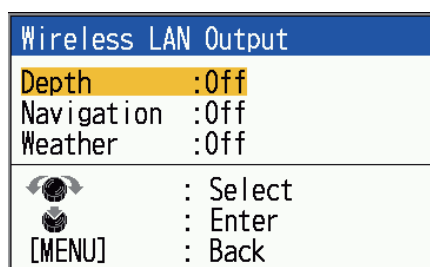 Wireless LAN Output
Depth :Off
Navigation :Off
Weather :Off
: Select
: Enter
[MENU] : Back